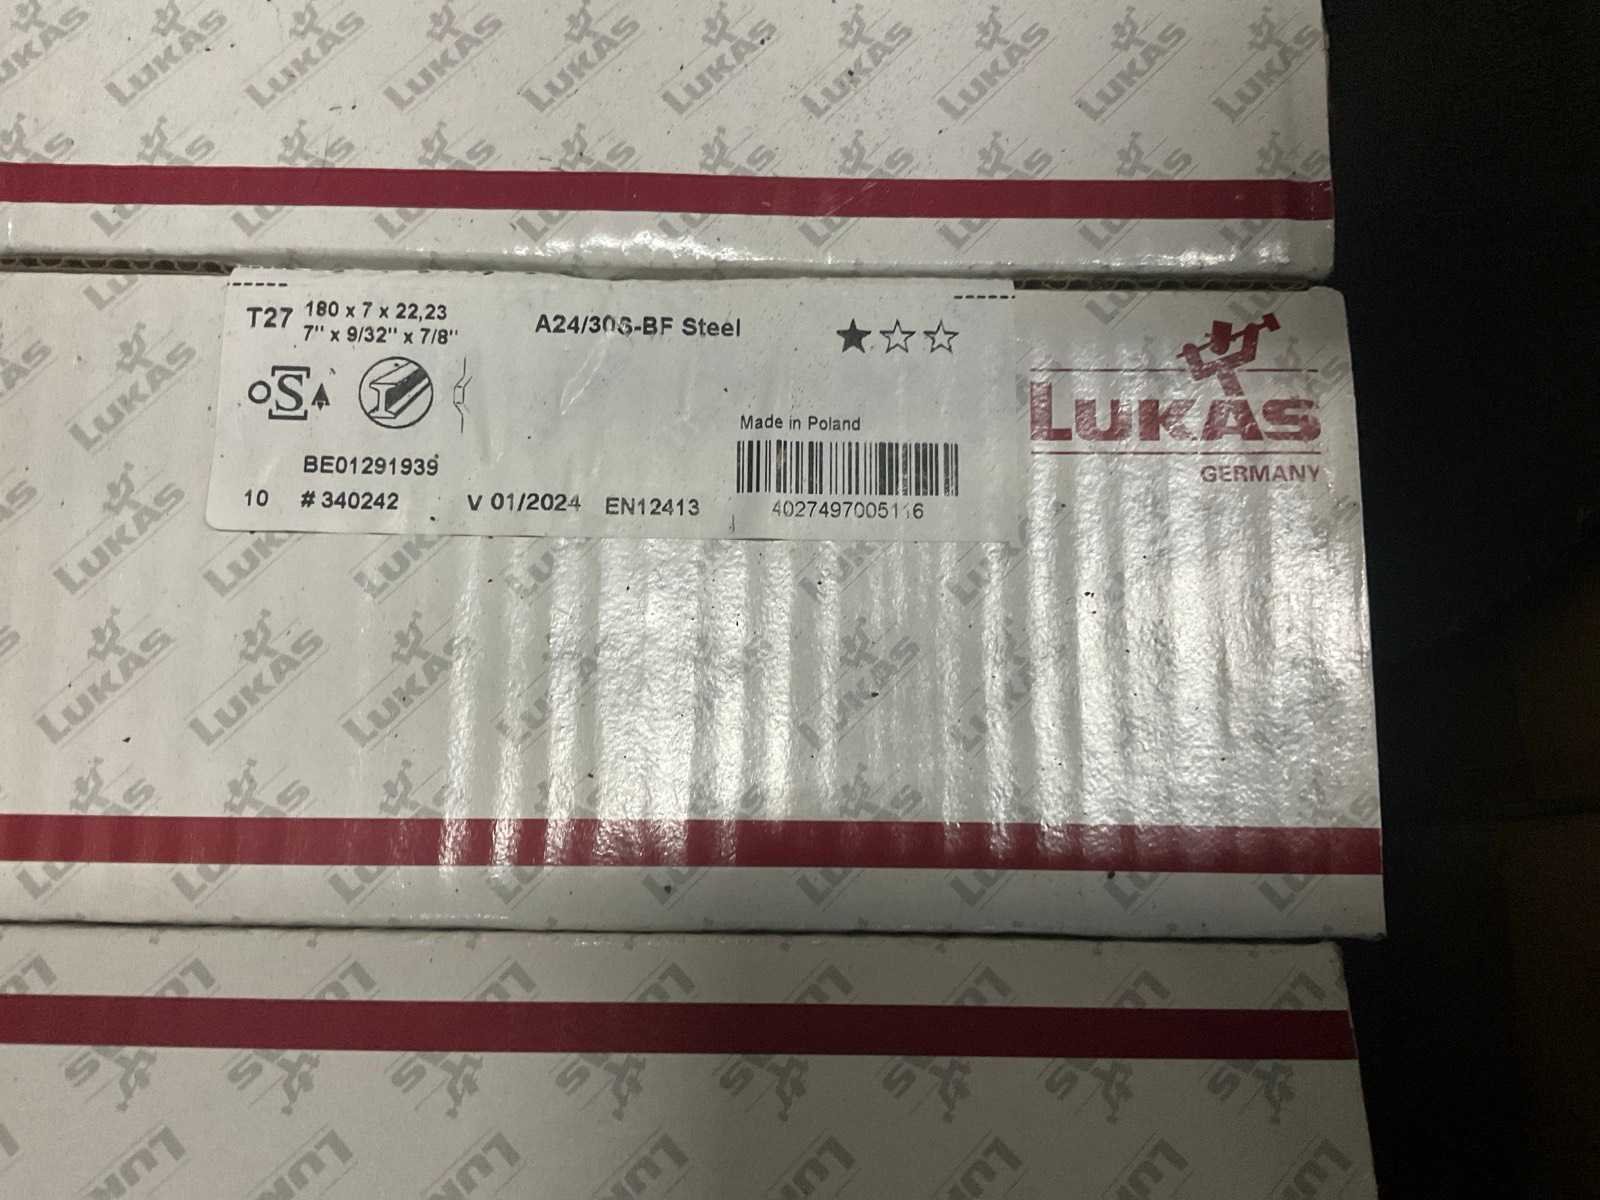 T27 180 x 7 x 22,23
7" x 9/32" x 7/8"
A24/30S-BF Steel
oSA
Made in Poland
BE01291939
10 # 340242 V 01/2024 EN12413
4027497005116
LUKAS
GERMANY